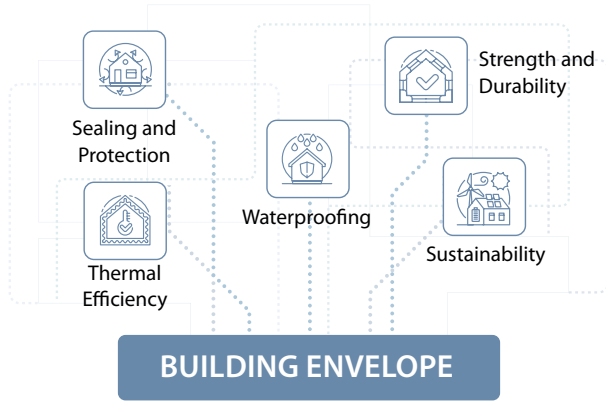 Sealing and
Protection
Strength and
Durability
Waterproofing
Thermal
Efficiency
Sustainability
BUILDING ENVELOPE